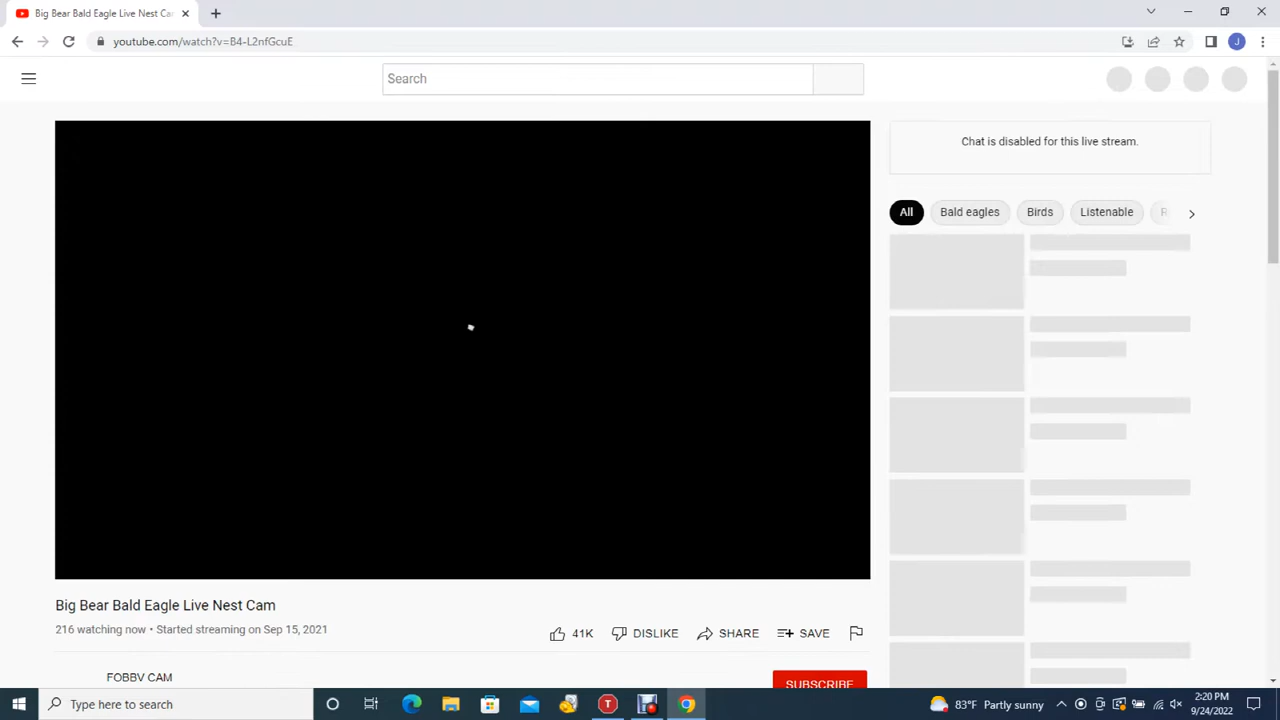 Big Bear Bald Eagle Live Nest Ca
youtube.com/watch?v=B4-L2nfGcuE
J
Search
Chat is disabled for this live stream.
All
Bald eagles
Birds
Listenable
R
Big Bear Bald Eagle Live Nest Cam
216 watching now • Started streaming on Sep 15, 2021
41K
DISLIKE
SHARE
SAVE
FOBBV CAM
SUBSCRIBE
Type here to search
T
83°F Partly sunny
2:20 PM
9/24/2022